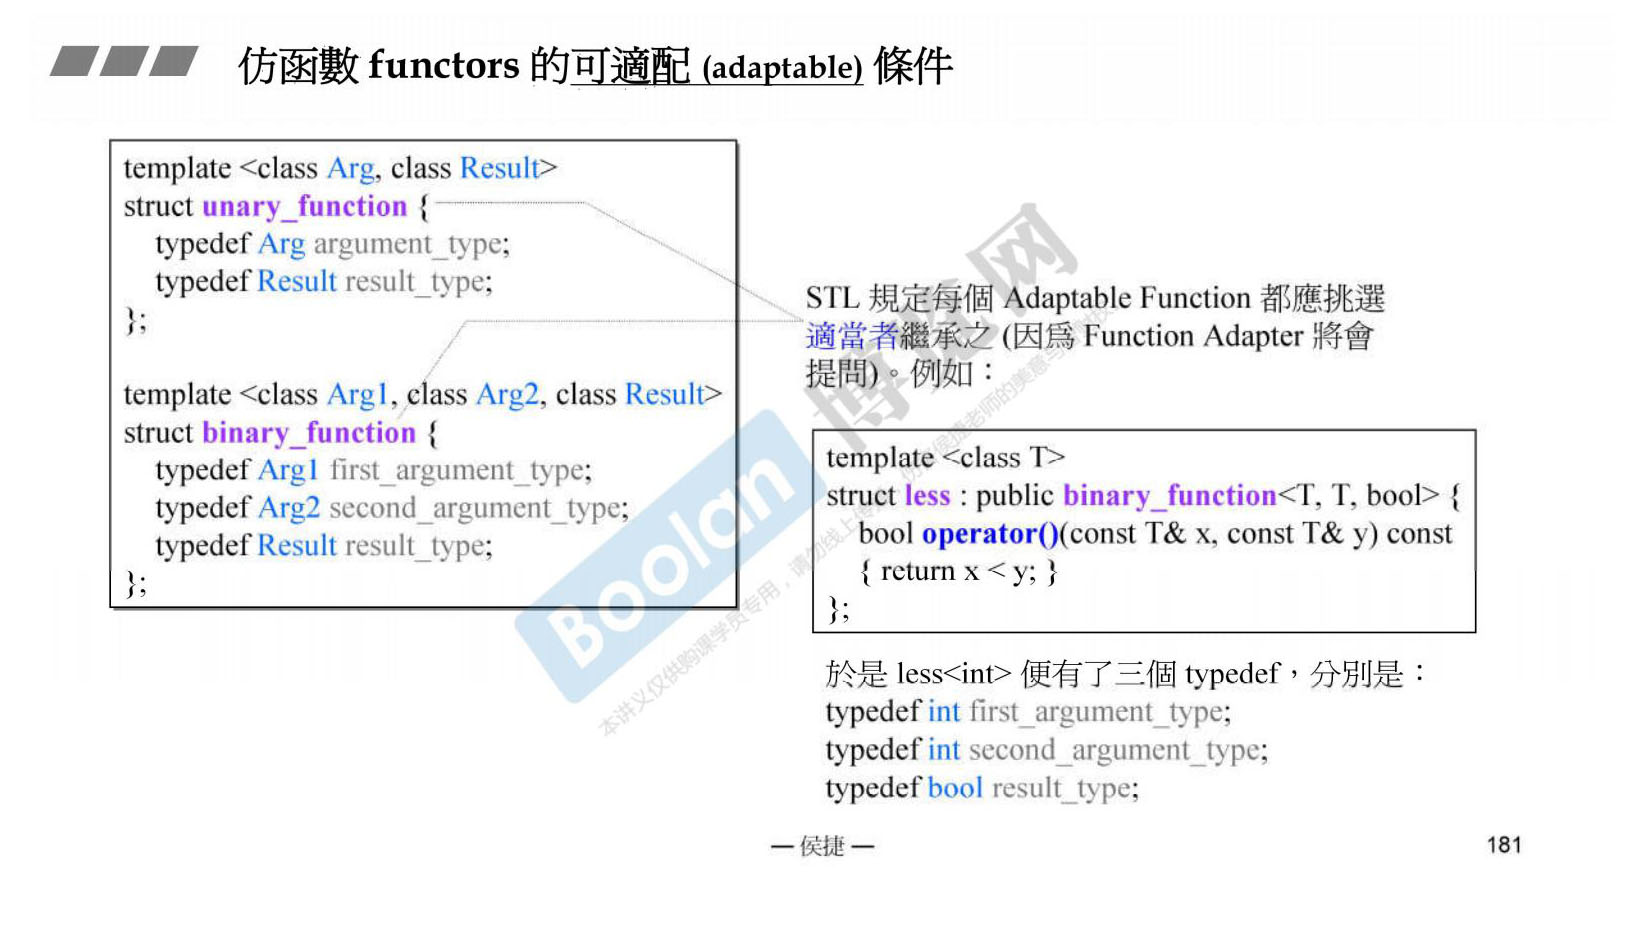 仿函數 functors 的可適配 (adaptable) 條件
template <class Arg, class Result>
struct unary_function {
typedef Arg argument_type;
typedef Result result_type;
};
template <class Arg1, class Arg2, class Result>
struct binary_function {
typedef Arg1 first_argument_type;
typedef Arg2 second_argument_type;
typedef Result result_type;
};
STL 規定每個 Adaptable Function 都應挑選
適當者繼承之 (因為 Function Adapter 將會
提問)。例如：
template <class T>
struct less : public binary_function<T, T, bool> {
bool operator()(const T& x, const T& y) const
{ return x < y; }
};
於是 less<int> 便有了三個 typedef，分別是：
typedef int first_argument_type;
typedef int second_argument_type;
typedef bool result_type;
— 侯捷 —
181
Boolan 博览网
本讲义仅供购课学员专用，请勿线上传
侯捷老师的美意与